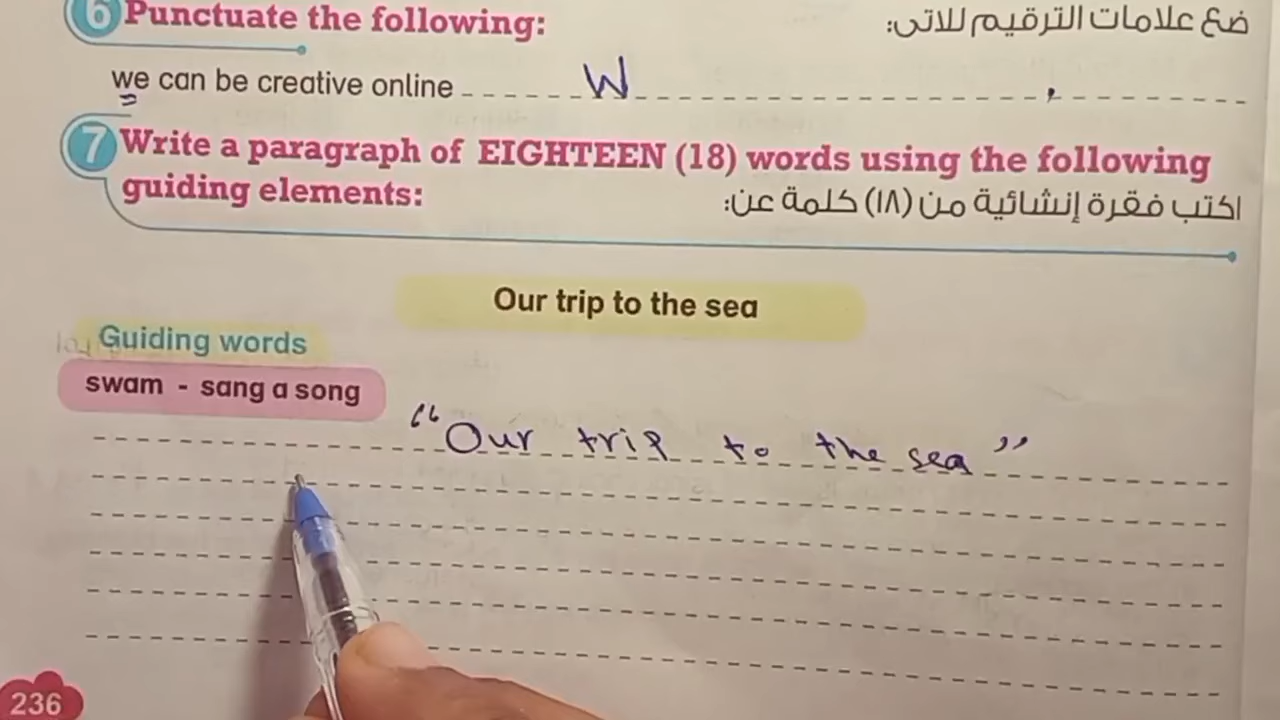 6 Punctuate the following:
ضع علامات الترقيم للاتى:
we can be creative online W .
7 Write a paragraph of EIGHTEEN (18) words using the following
guiding elements:
اكتب فقرة إنشائية من (١٨) كلمة عن:
Our trip to the sea
Guiding words
swam - sang a song
"Our trip to the sea"
236